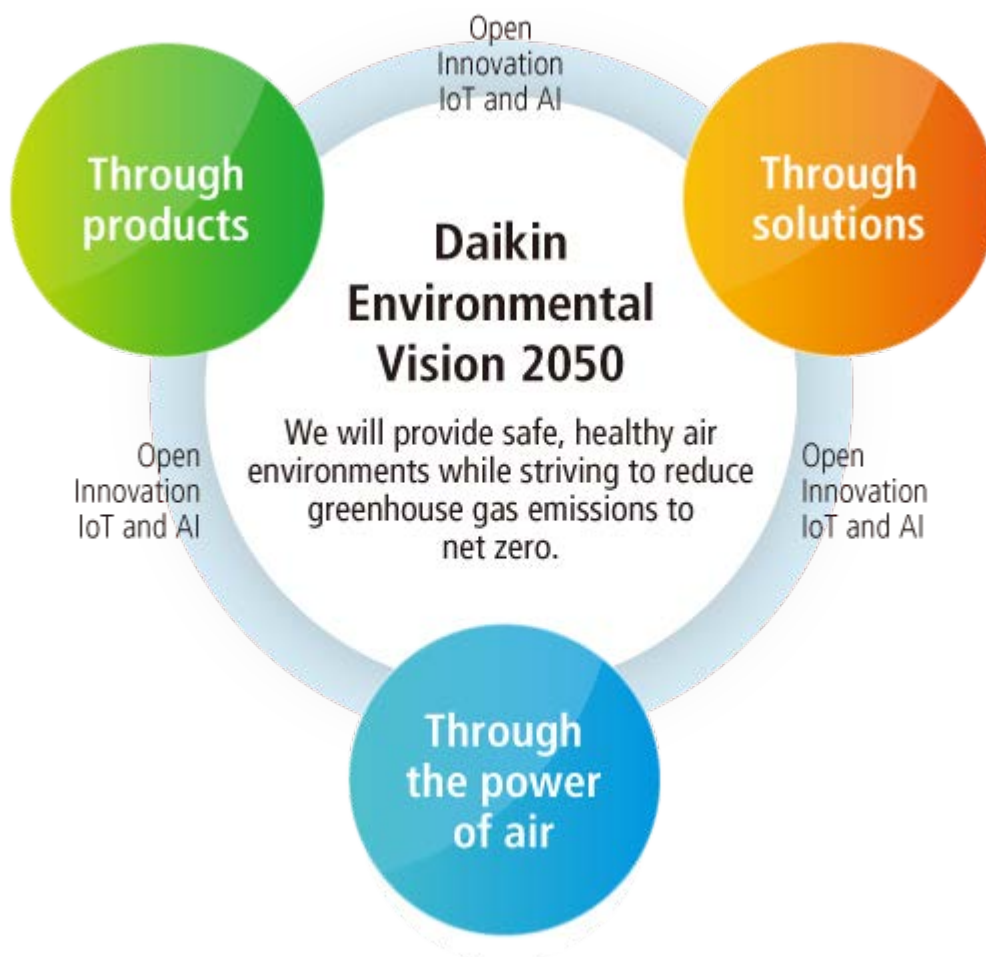 Open
Innovation
IoT and AI
Through
products
Through
solutions
Daikin
Environmental
Vision 2050
We will provide safe, healthy air
environments while striving to reduce
greenhouse gas emissions to
net zero.
Open
Innovation
IoT and AI
Open
Innovation
IoT and AI
Through
the power
of air